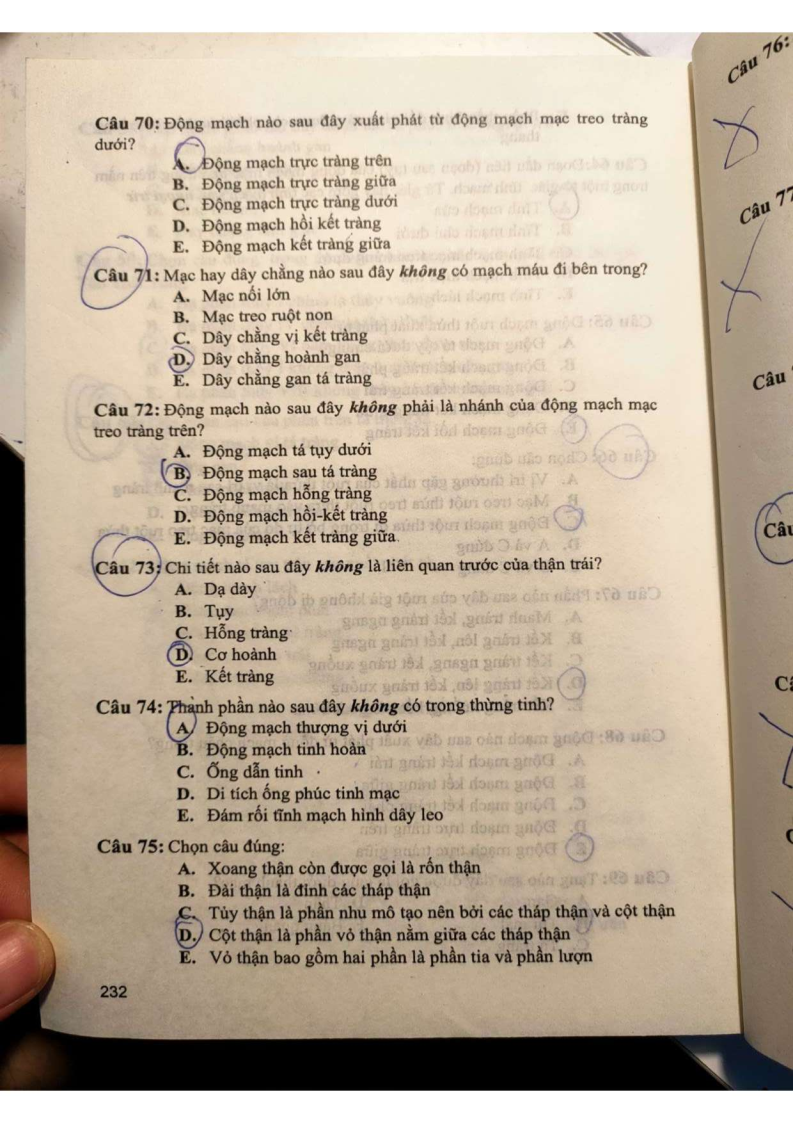 Câu 70: Động mạch nào sau đây xuất phát từ động mạch mạc treo tràng
dưới?
A. Động mạch trực tràng trên
B. Động mạch trực tràng giữa
C. Động mạch trực tràng dưới
D. Động mạch hồi kết tràng
E. Động mạch kết tràng giữa
Câu 71: Mạc hay dây chằng nào sau đây không có mạch máu đi bên trong?
A. Mạc nối lớn
B. Mạc treo ruột non
C. Dây chằng vị kết tràng
D. Dây chằng hoành gan
E. Dây chằng gan tá tràng
Câu 72: Động mạch nào sau đây không phải là nhánh của động mạch mạc
treo tràng trên?
A. Động mạch tá tụy dưới
B. Động mạch sau tá tràng
C. Động mạch hỗng tràng
D. Động mạch hồi-kết tràng
E. Động mạch kết tràng giữa
Câu 73: Chi tiết nào sau đây không là liên quan trước của thận trái?
A. Dạ dày
B. Tụy
C. Hỗng tràng
D. Cơ hoành
E. Kết tràng
Câu 74: Thành phần nào sau đây không có trong thừng tinh?
A. Động mạch thượng vị dưới
B. Động mạch tinh hoàn
C. Ống dẫn tinh
D. Di tích ống phúc tinh mạc
E. Đám rối tĩnh mạch hình dây leo
Câu 75: Chọn câu đúng:
A. Xoang thận còn được gọi là rốn thận
B. Đài thận là đỉnh các tháp thận
C. Tủy thận là phần nhu mô tạo nên bởi các tháp thận và cột thận
D. Cột thận là phần vỏ thận nằm giữa các tháp thận
E. Vỏ thận bao gồm hai phần là phần tia và phần lượn
232
Câu 76:
Câu 77
Câu
Câu